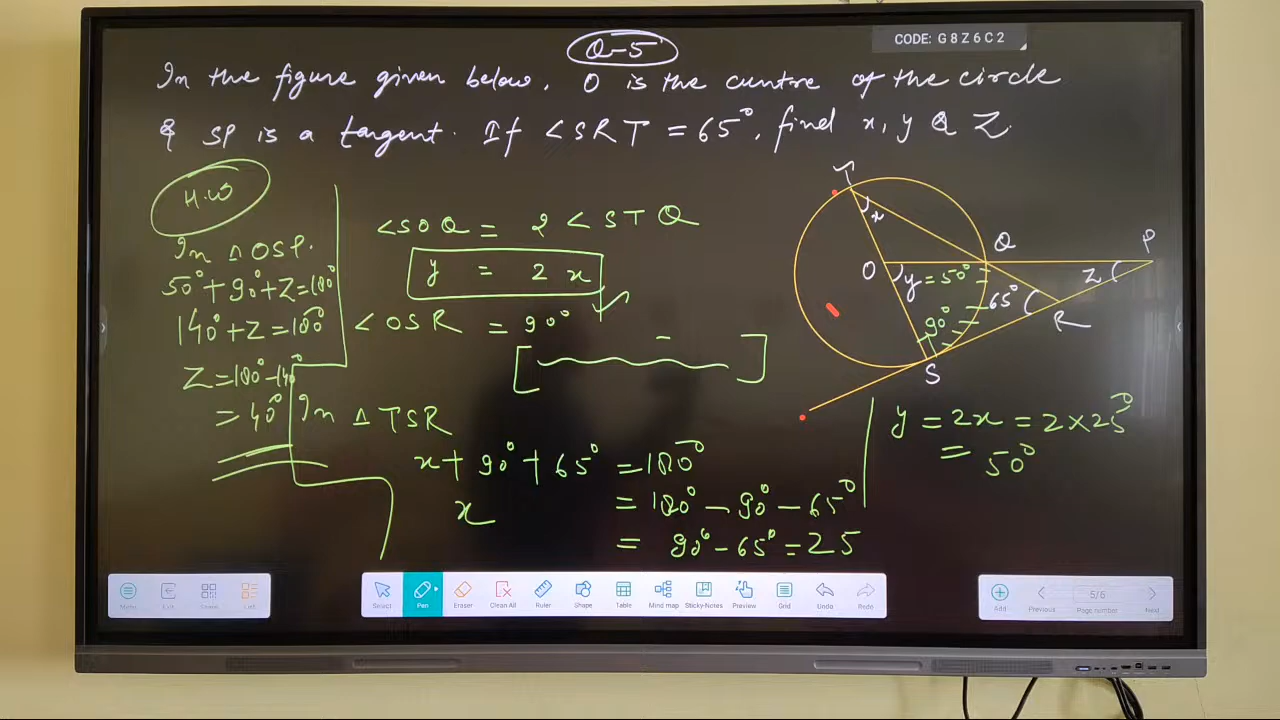 Q-5
CODE: G8Z6C2
In the figure given below, O is the centre of the circle
& SP is a tangent. If <SRT = 65°, find x, y & Z.
H.W
In △ OSP.
50° + 90° + Z = 180°
140° + Z = 180°
Z = 180° - 140°
= 40°
<SOQ = 2 <STQ
y = 2x
<OSR = 90°
In △ TSR
x + 90° + 65° = 180°
x = 180° - 90° - 65°
= 90° - 65° = 25
T
x
O
Q
P
y = 50°
65°
Z
90°
R
S
y = 2x = 2 × 25°
= 50°
Menu Exit Share
Select Pen Eraser Clean All Ruler Shape Table Mind map Sticky-Notes Preview Grid Undo Redo
Add Previous 5/6 Page number Next